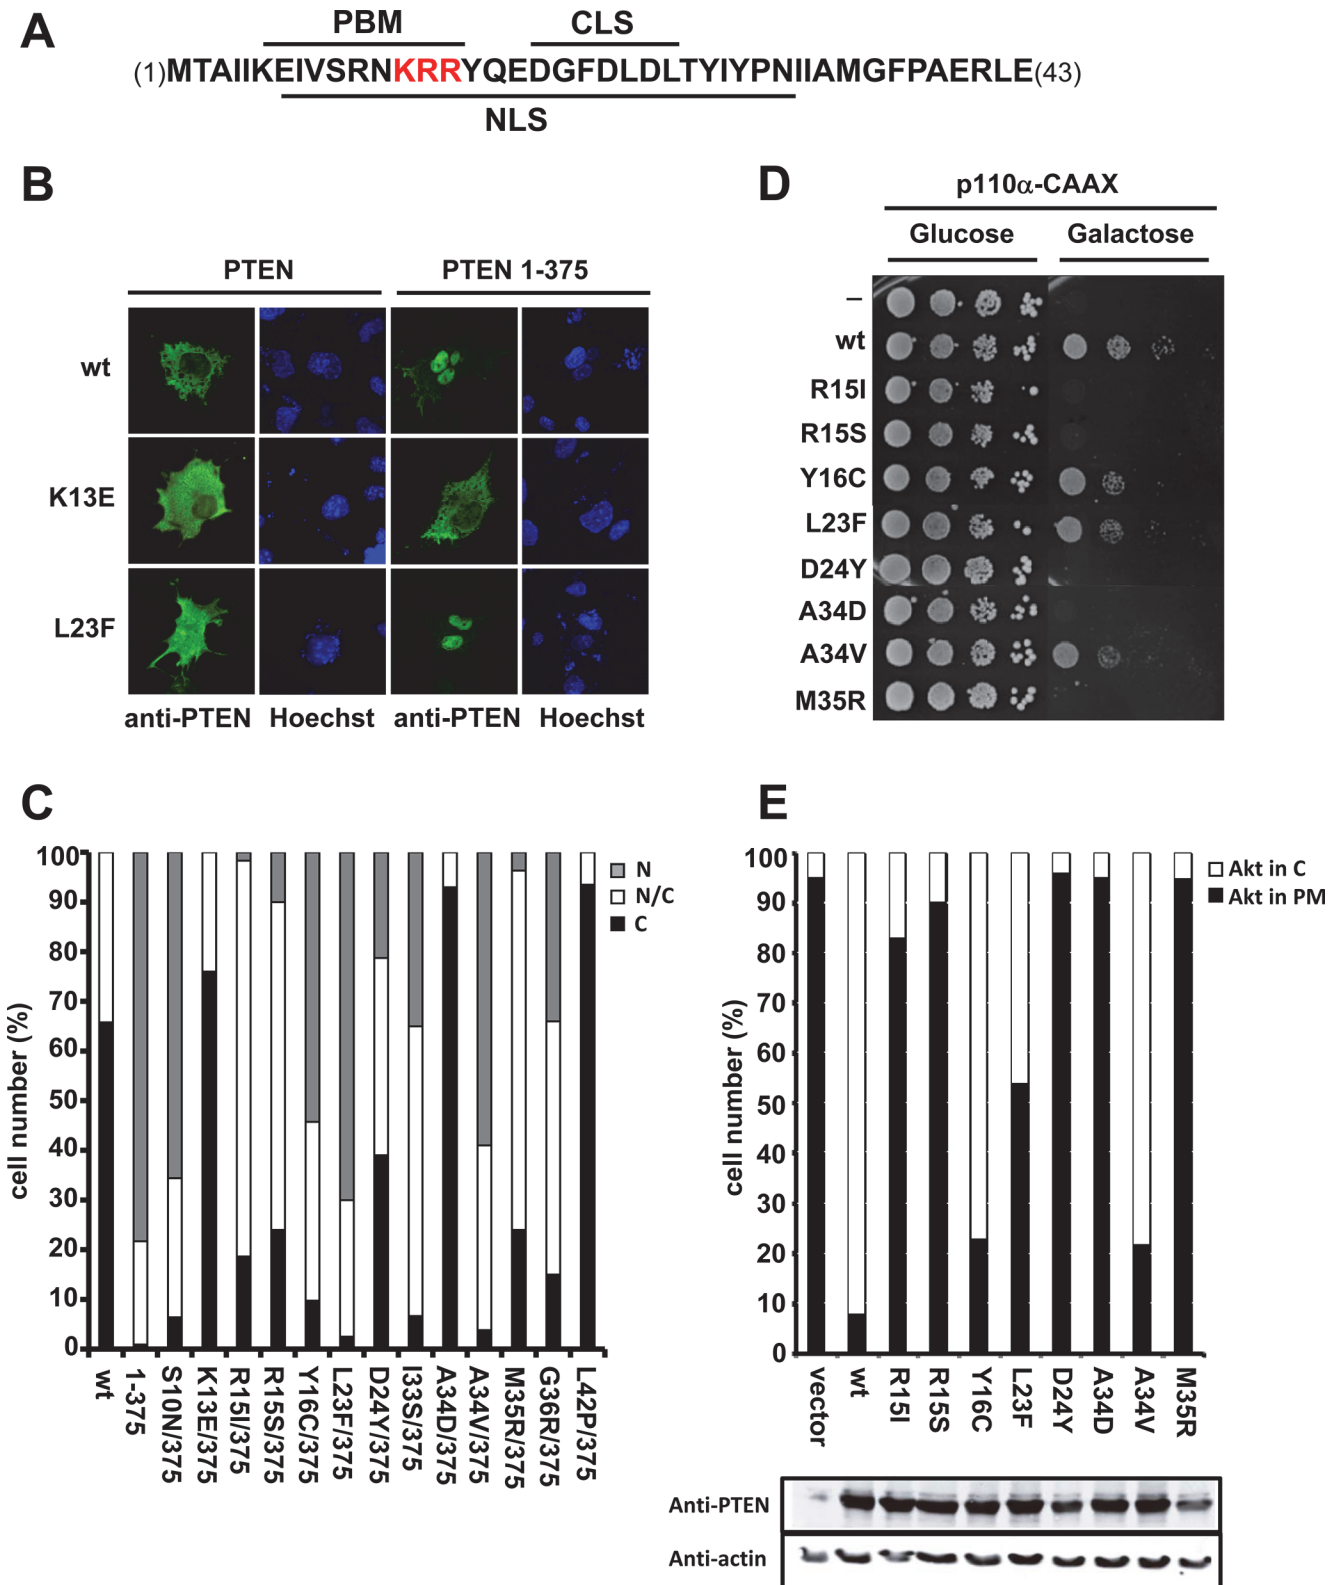 A
PBM
CLS
(1)MTAIIKEIVSRNKRRYQEDGFDLDLTYIYPNIIAMGFPAERLE(43)
NLS
B
PTEN
PTEN 1-375
wt
K13E
L23F
anti-PTEN
Hoechst
anti-PTEN
Hoechst
D
p110α-CAAX
Glucose
Galactose
–
wt
R15I
R15S
Y16C
L23F
D24Y
A34D
A34V
M35R
C
cell number (%)
100
90
80
70
60
50
40
30
20
10
0
N
N/C
C
wt
1-375
S10N/375
K13E/375
R15I/375
R15S/375
Y16C/375
L23F/375
D24Y/375
I33S/375
A34D/375
A34V/375
M35R/375
G36R/375
L42P/375
E
cell number (%)
100
90
80
70
60
50
40
30
20
10
0
Akt in C
Akt in PM
vector
wt
R15I
R15S
Y16C
L23F
D24Y
A34D
A34V
M35R
Anti-PTEN
Anti-actin